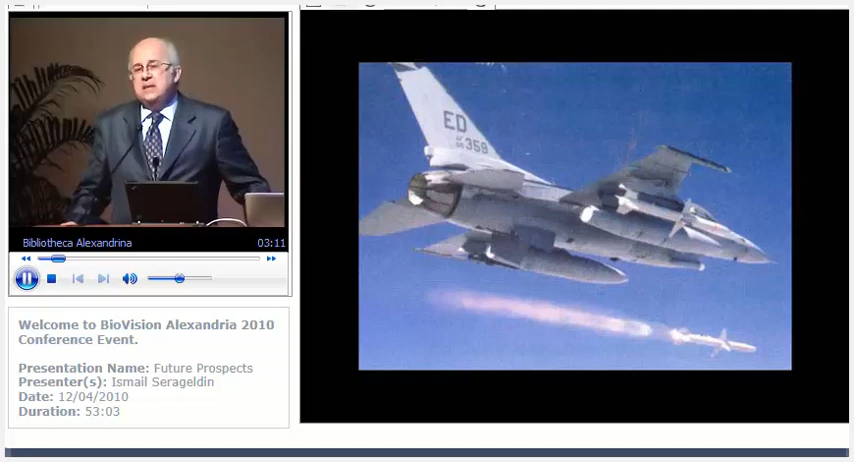 ED
AF
359
Bibliotheca Alexandrina 03:11
Welcome to BioVision Alexandria 2010
Conference Event.
Presentation Name: Future Prospects
Presenter(s): Ismail Serageldin
Date: 12/04/2010
Duration: 53:03